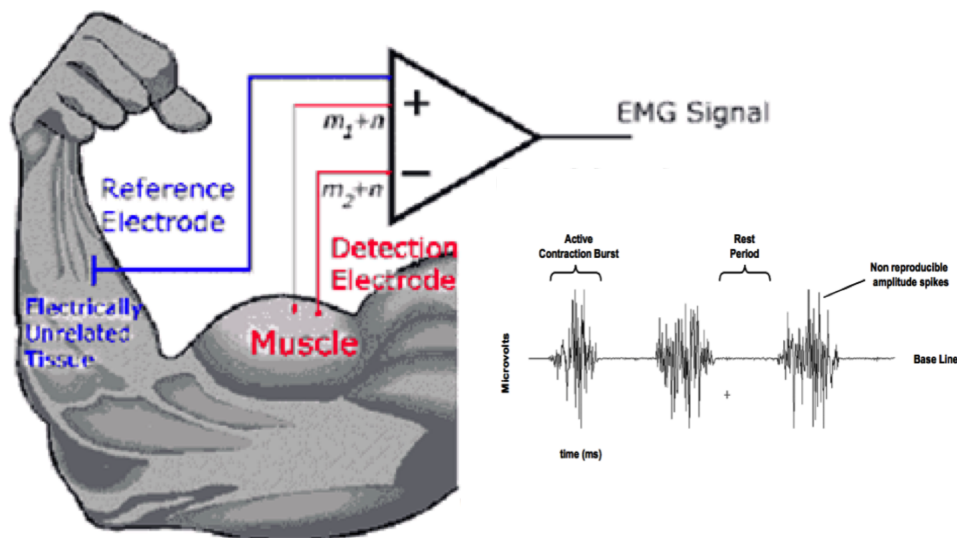 +
m1+n
EMG Signal
−
m2+n
Reference
Electrode
Detection
Electrode
Electrically
Unrelated
Tissue
Muscle
Active
Contraction Burst
Rest
Period
Non reproducible
amplitude spikes
Microvolts
Base Line
+
time (ms)